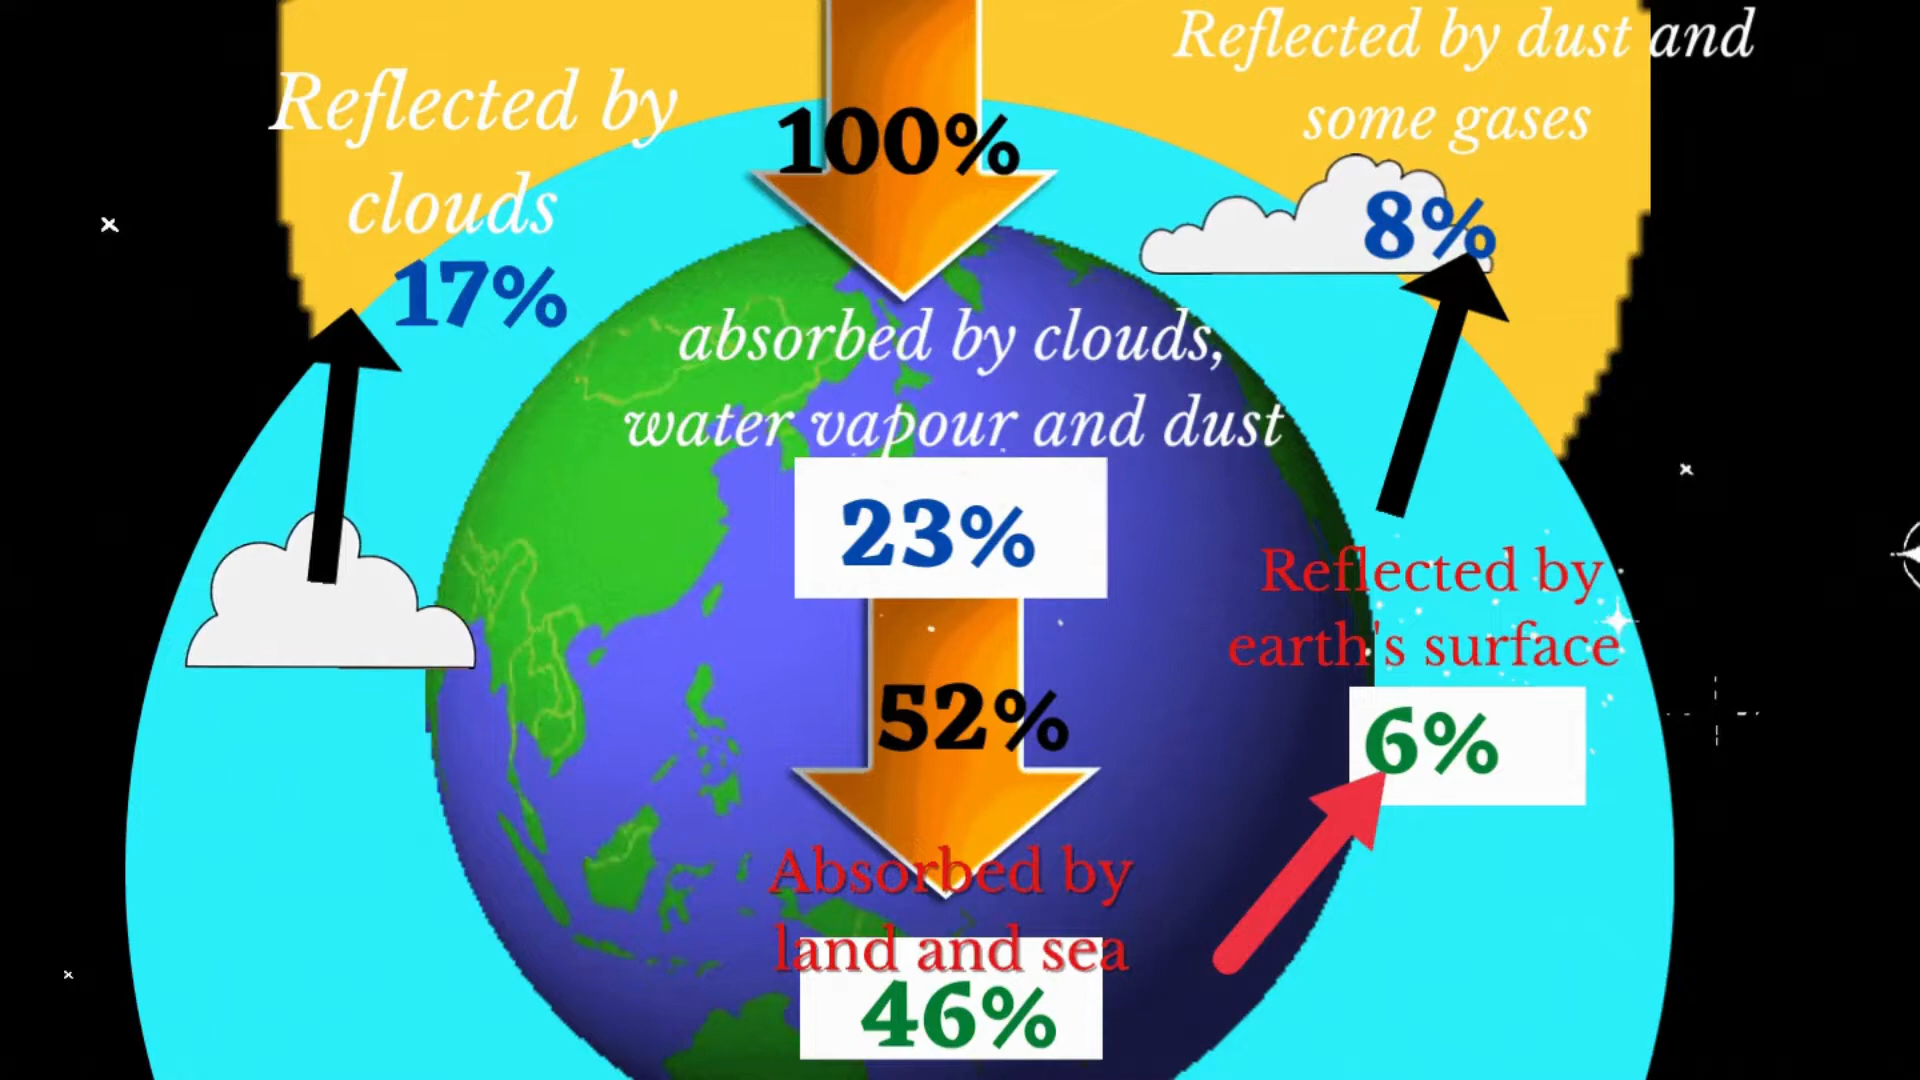 Reflected by
clouds
17%
100%
Reflected by dust and
some gases
8%
absorbed by clouds,
water vapour and dust
23%
52%
Reflected by
earth's surface
6%
Absorbed by
land and sea
46%